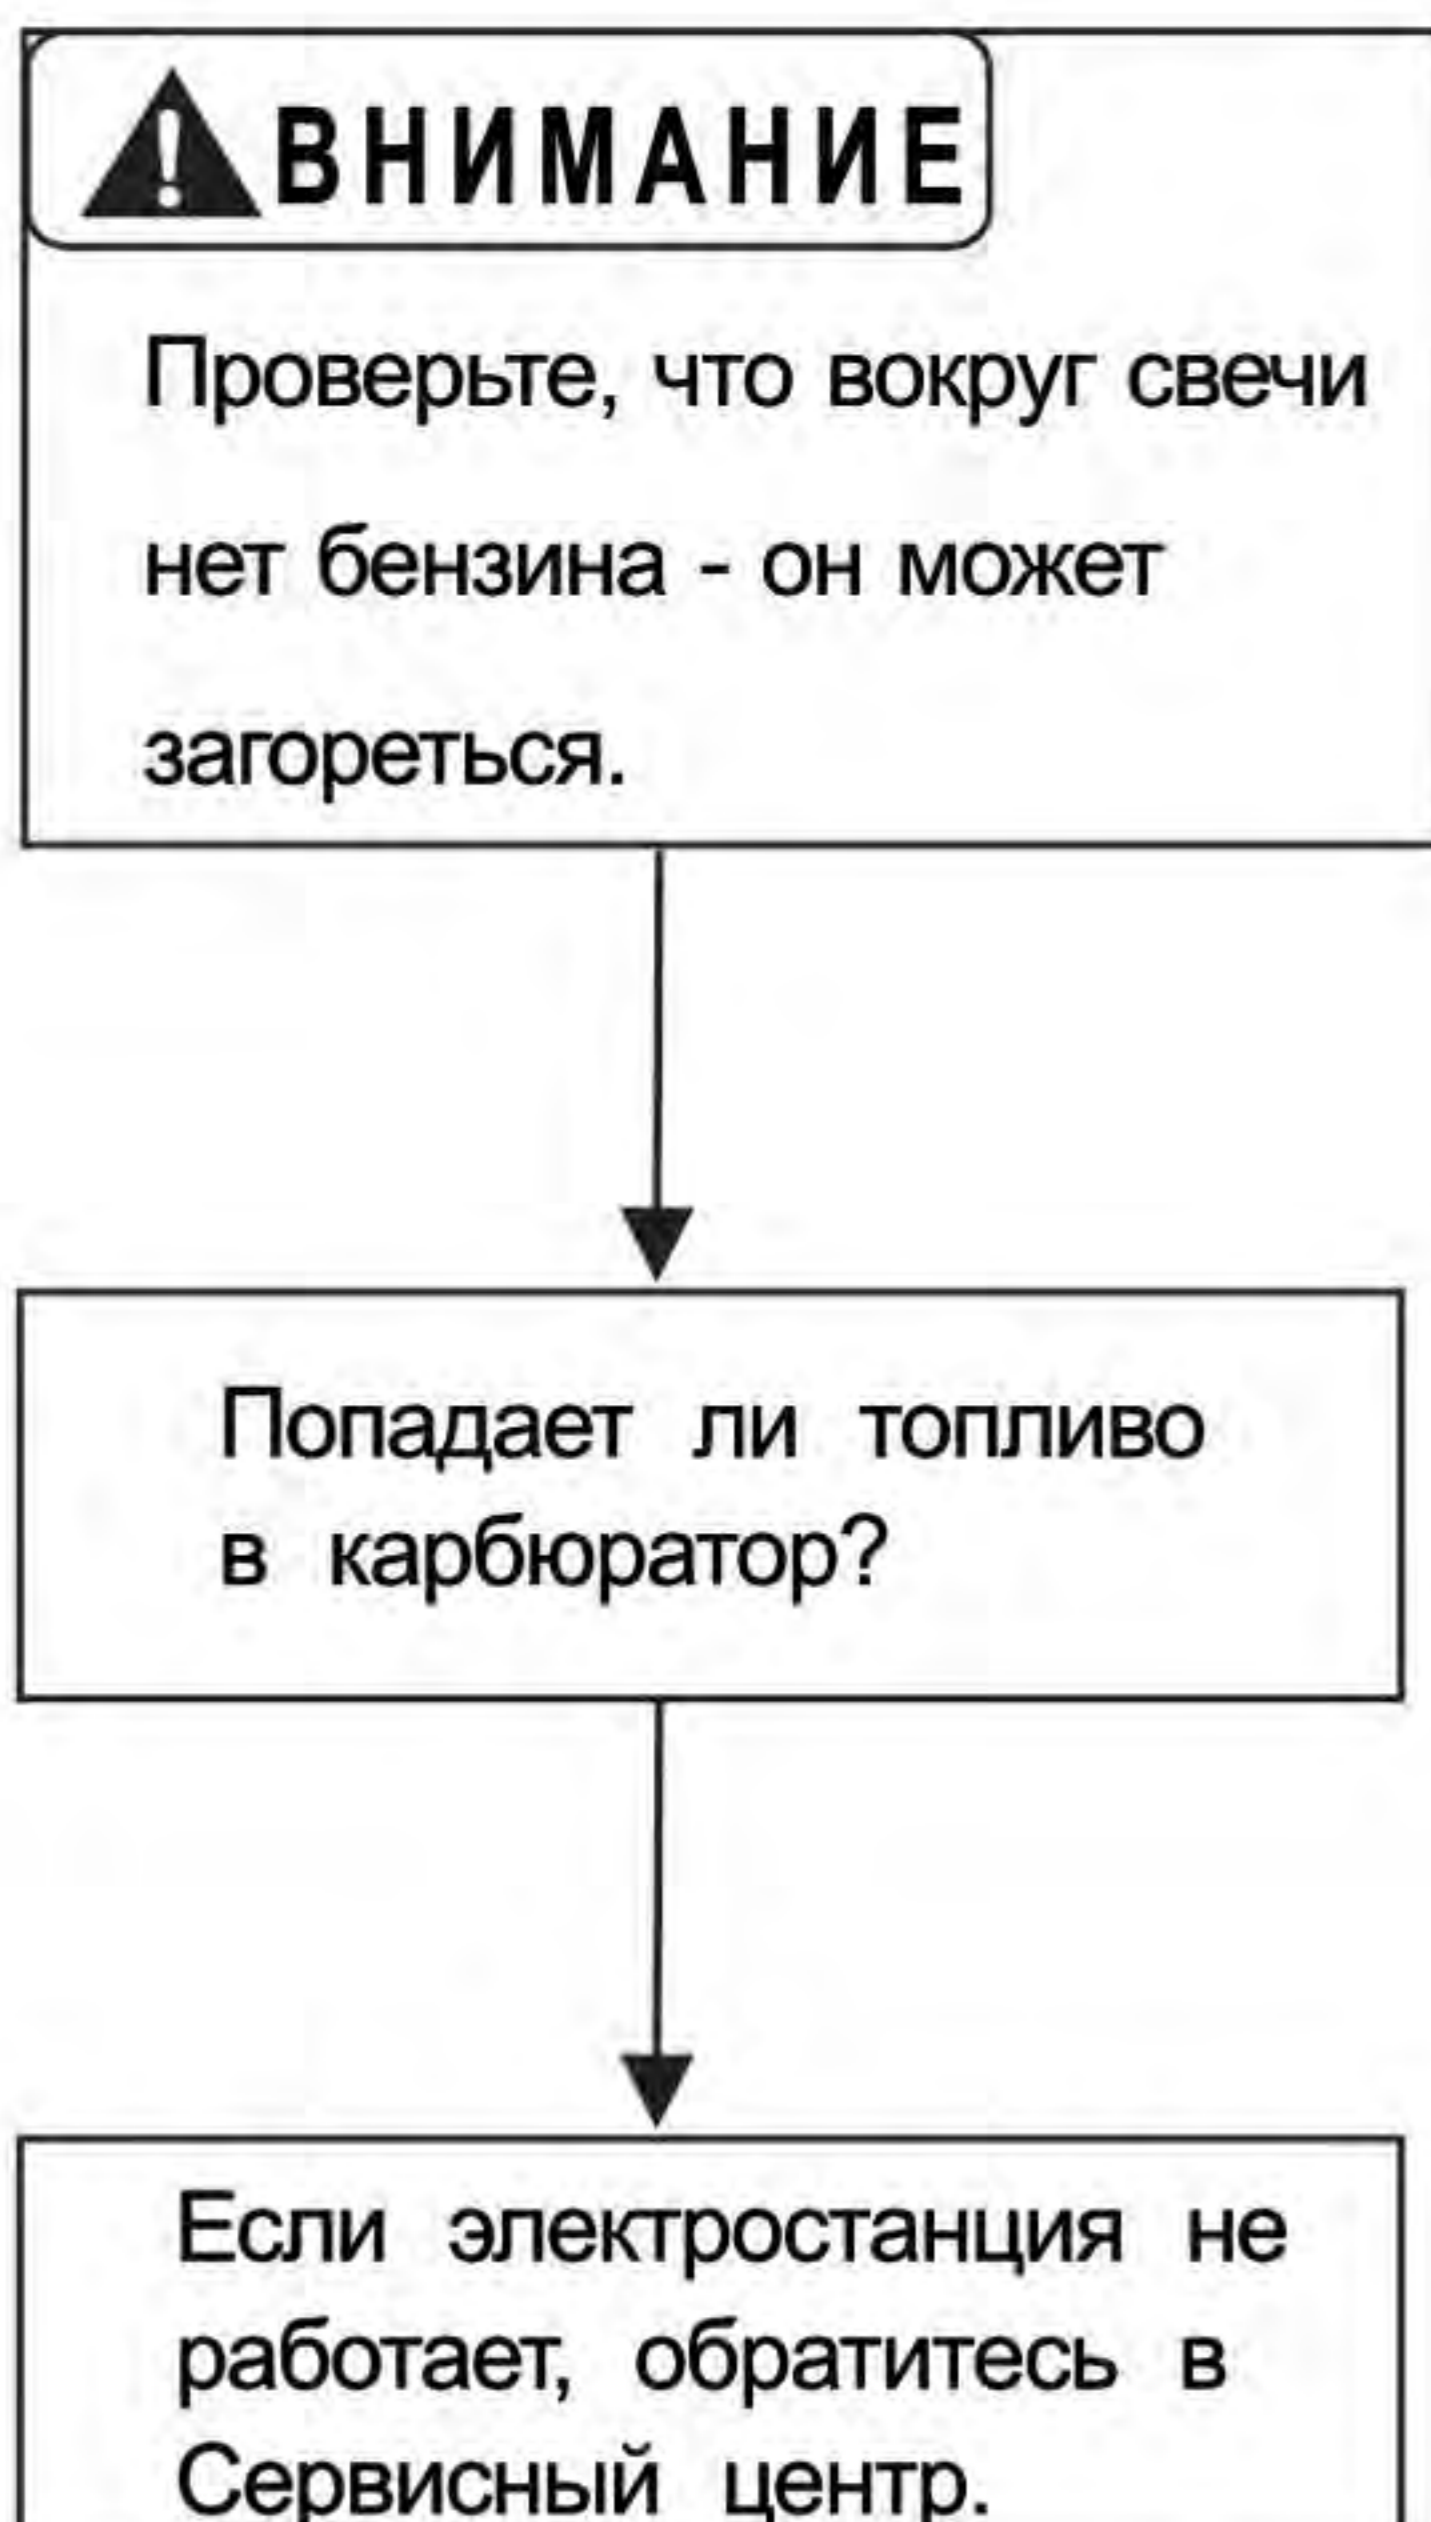 ВНИМАНИЕ
Проверьте, что вокруг свечи
нет бензина - он может
загореться.
Попадает ли топливо
в карбюратор?
Если электростанция не
работает, обратитесь в
Сервисный центр.